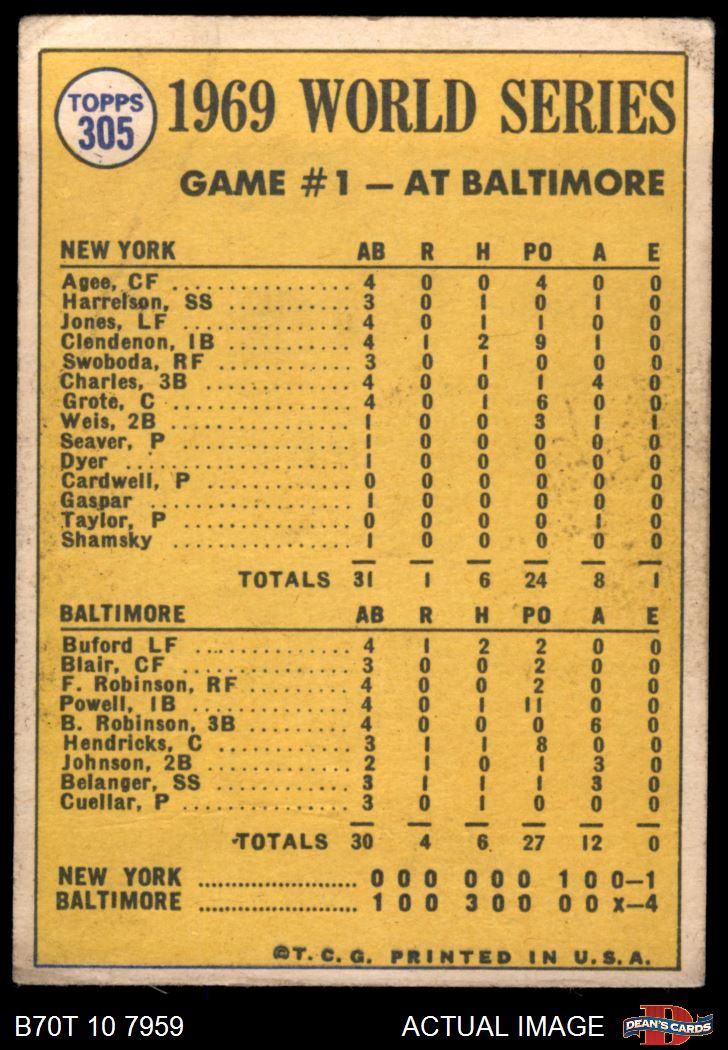 TOPPS
305
1969 WORLD SERIES
GAME #1 — AT BALTIMORE
NEW YORK AB R H PO A E
Agee, CF ................ 4 0 0 4 0 0
Harrelson, SS ........... 3 0 1 0 1 0
Jones, LF ............... 4 0 1 1 0 0
Clendenon, 1B ........... 4 1 2 9 1 0
Swoboda, RF ............. 3 0 1 0 0 0
Charles, 3B ............. 4 0 0 1 4 0
Grote, C ................ 4 0 1 6 0 0
Weis, 2B ................ 1 0 0 3 1 1
Seaver, P ............... 1 0 0 0 0 0
Dyer .................... 1 0 0 0 0 0
Cardwell, P ............. 0 0 0 0 0 0
Gaspar .................. 1 0 0 0 0 0
Taylor, P ............... 0 0 0 0 1 0
Shamsky ................. 1 0 0 0 0 0
TOTALS 31 1 6 24 8 1
BALTIMORE AB R H PO A E
Buford LF ............... 4 1 2 2 0 0
Blair, CF ............... 3 0 0 2 0 0
F. Robinson, RF ......... 4 0 0 2 0 0
Powell, 1B .............. 4 0 1 11 0 0
B. Robinson, 3B ......... 4 0 0 0 6 0
Hendricks, C ............ 3 1 1 8 0 0
Johnson, 2B ............. 2 1 0 1 3 0
Belanger, SS ............ 3 1 1 1 3 0
Cuellar, P .............. 3 0 1 0 0 0
TOTALS 30 4 6 27 12 0
NEW YORK ........................ 0 0 0 0 0 0 1 0 0—1
BALTIMORE ........................ 1 0 0 3 0 0 0 0 x—4
©T. C. G. PRINTED IN U. S. A.
B70T 10 7959 ACTUAL IMAGE
D
DEAN'S CARDS